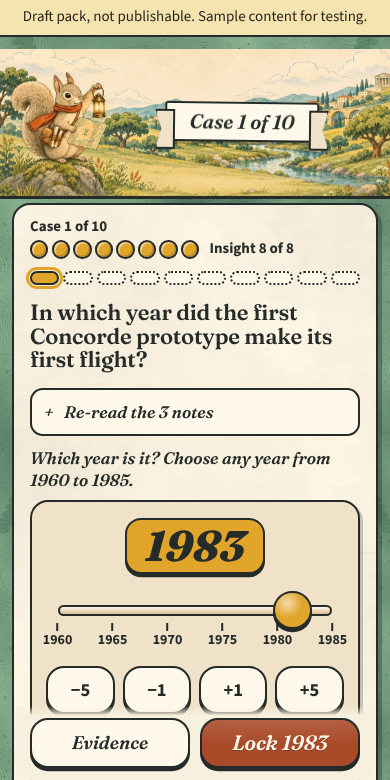 Draft pack, not publishable. Sample content for testing.
Case 1 of 10
Case 1 of 10
Insight 8 of 8
In which year did the first
Concorde prototype make its
first flight?
+ Re-read the 3 notes
Which year is it? Choose any year from
1960 to 1985.
1983
1960 1965 1970 1975 1980 1985
−5 −1 +1 +5
Evidence
Lock 1983